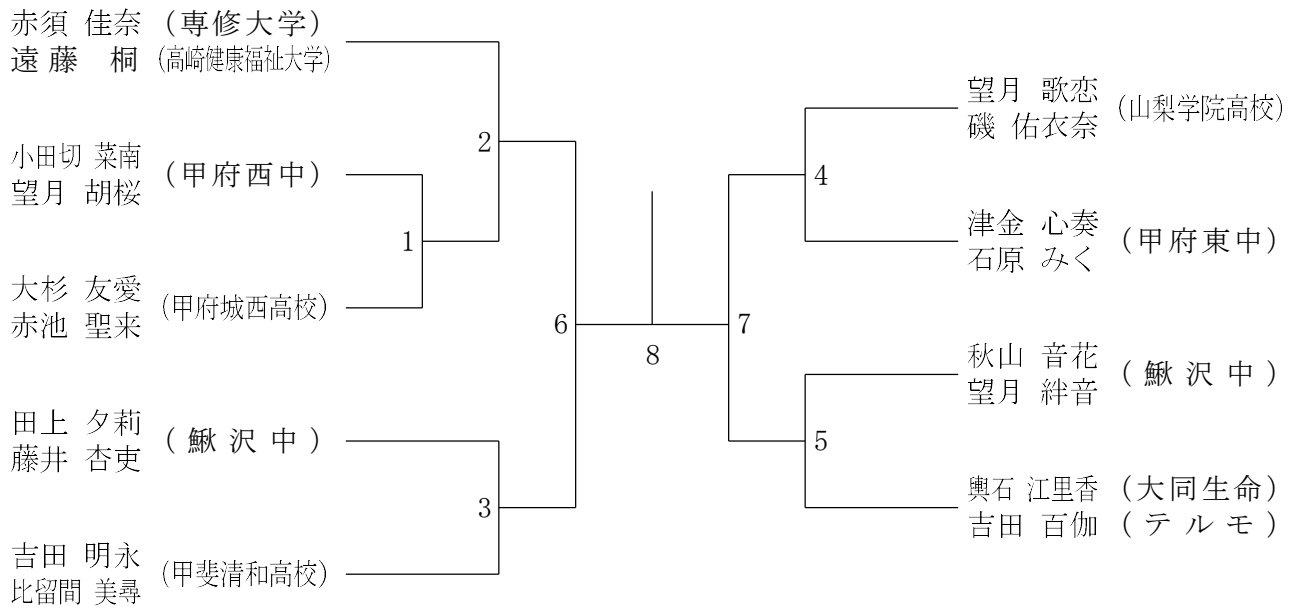 赤須 佳奈 (専修大学)
遠藤 桐 (高崎健康福祉大学)
小田切 菜南
望月 胡桜
(甲府西中)
大杉 友愛
赤池 聖来
(甲府城西高校)
田上 夕莉
藤井 杏吏
(鰍沢中)
吉田 明永
比留間 美尋
(甲斐清和高校)
2
1
3
6
8
7
4
5
望月 歌恋
磯 佑衣奈
(山梨学院高校)
津金 心奏
石原 みく
(甲府東中)
秋山 音花
望月 絆音
(鰍沢中)
輿石 江里香 (大同生命)
吉田 百伽 (テルモ)